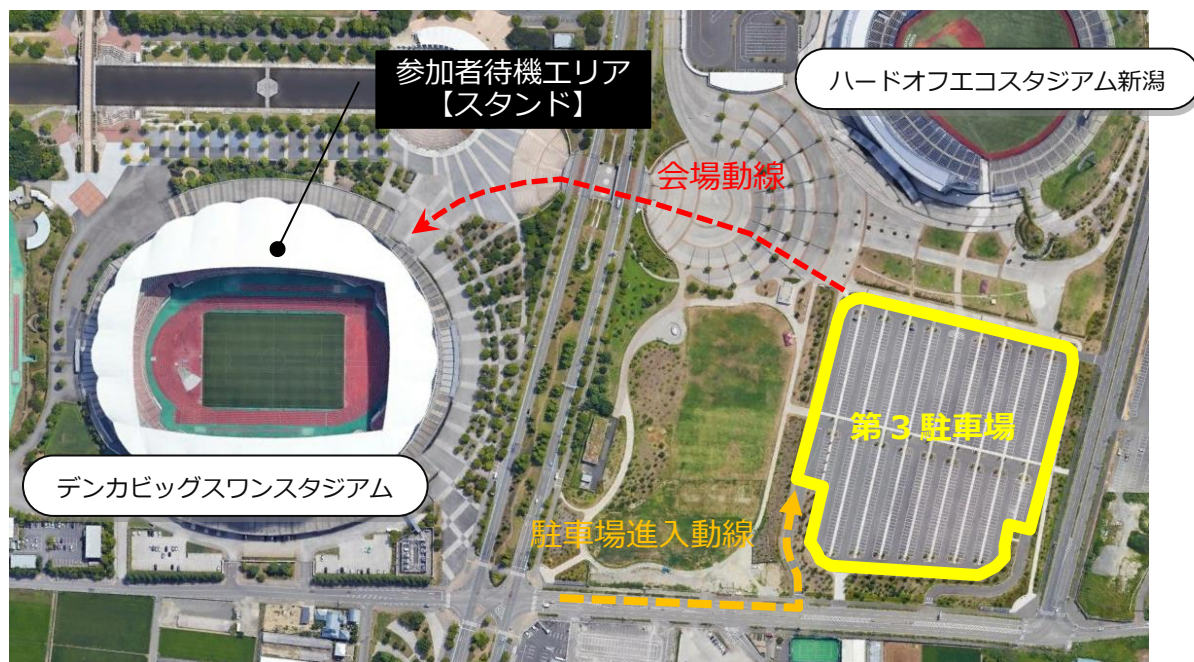 参加者待機エリア
【スタンド】
ハードオフエコスタジアム新潟
会場動線
第3駐車場
デンカビッグスワンスタジアム
駐車場進入動線